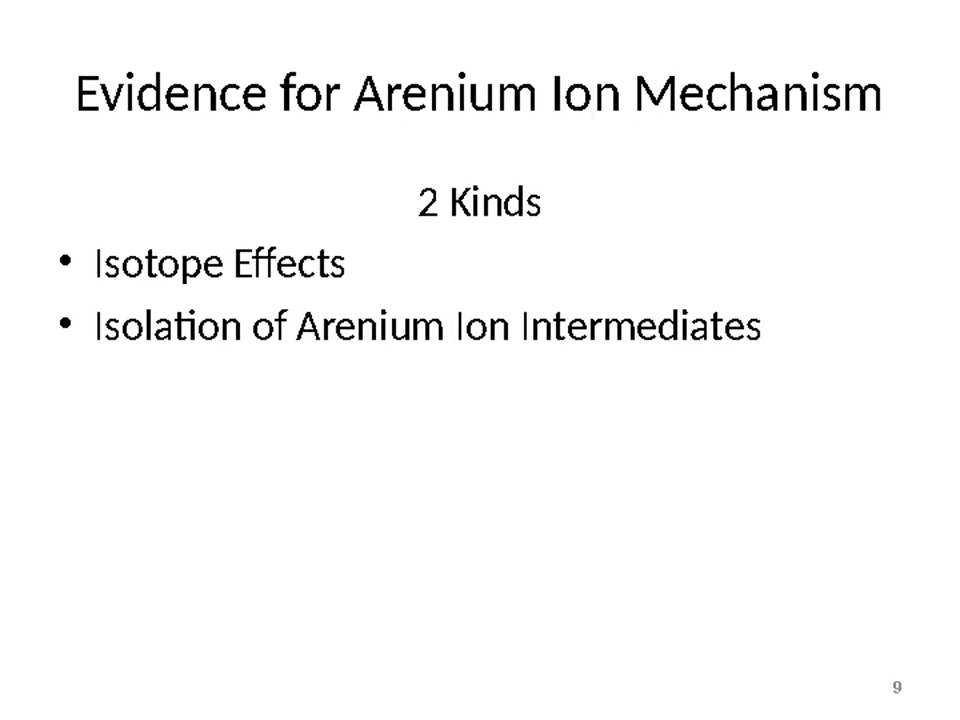 Evidence for Arenium Ion Mechanism
2 Kinds
• Isotope Effects
• Isolation of Arenium Ion Intermediates
9